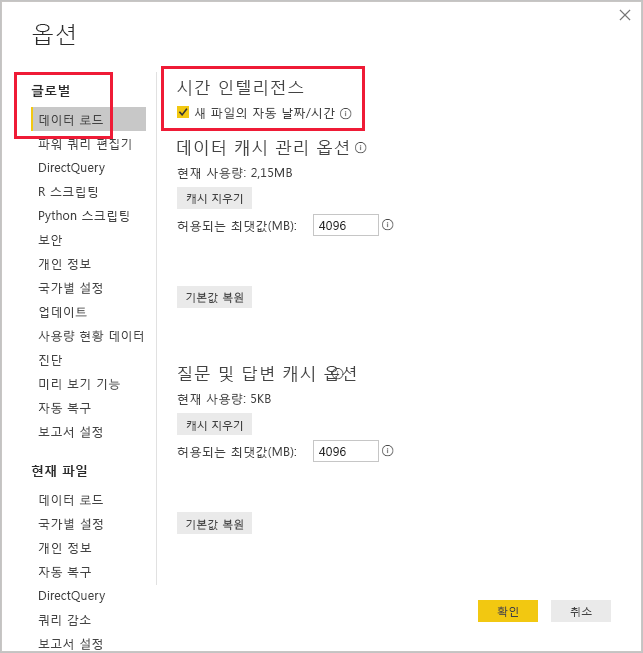 옵션
글로벌
데이터 로드
파워 쿼리 편집기
DirectQuery
R 스크립팅
Python 스크립팅
보안
개인 정보
국가별 설정
업데이트
사용량 현황 데이터
진단
미리 보기 기능
자동 복구
보고서 설정
현재 파일
데이터 로드
국가별 설정
개인 정보
자동 복구
DirectQuery
쿼리 감소
보고서 설정
시간 인텔리전스
새 파일의 자동 날짜/시간
데이터 캐시 관리 옵션
현재 사용량: 2,15MB
캐시 지우기
허용되는 최댓값(MB): 4096
기본값 복원
질문 및 답변 캐시 옵션
현재 사용량: 5KB
캐시 지우기
허용되는 최댓값(MB): 4096
기본값 복원
확인 취소